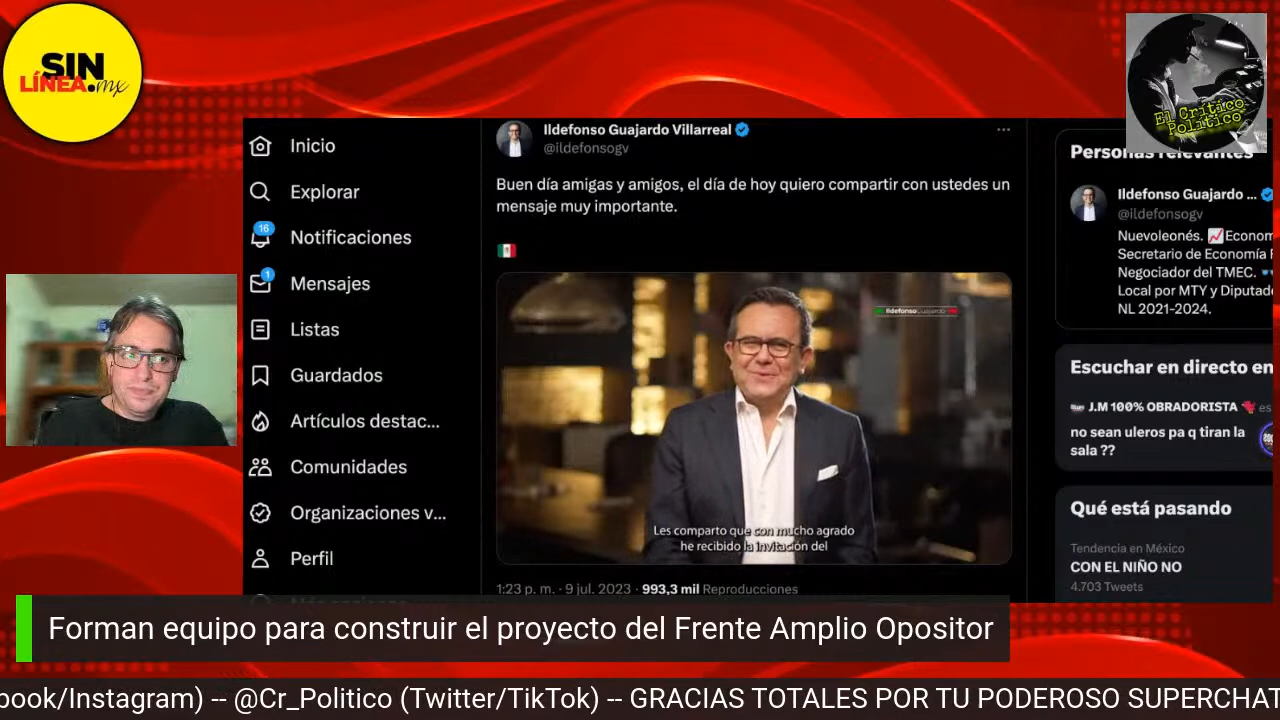 SIN
LÍNEA.mx
El Crítico
Político
Inicio
Explorar
16
Notificaciones
1
Mensajes
Listas
Guardados
Artículos destac...
Comunidades
Organizaciones v...
Perfil
Ildefonso Guajardo Villarreal
@ildefonsogv
Buen día amigas y amigos, el día de hoy quiero compartir con ustedes un
mensaje muy importante.
IldefonsoGuajardo
Les comparto que con mucho agrado
he recibido la invitación del
1:23 p. m. · 9 jul. 2023 · 993,3 mil Reproducciones
Personas relevantes
Ildefonso Guajardo ...
@ildefonsogv
Nuevoleonés. Econom
Secretario de Economía
Negociador del TMEC.
Local por MTY y Diputad
NL 2021-2024.
Escuchar en directo en
J.M 100% OBRADORISTA es
no sean uleros pa q tiran la
sala ??
Qué está pasando
Tendencia en México
CON EL NIÑO NO
4.703 Tweets
Forman equipo para construir el proyecto del Frente Amplio Opositor
book/Instagram) -- @Cr_Politico (Twitter/TikTok) -- GRACIAS TOTALES POR TU PODEROSO SUPERCHAT